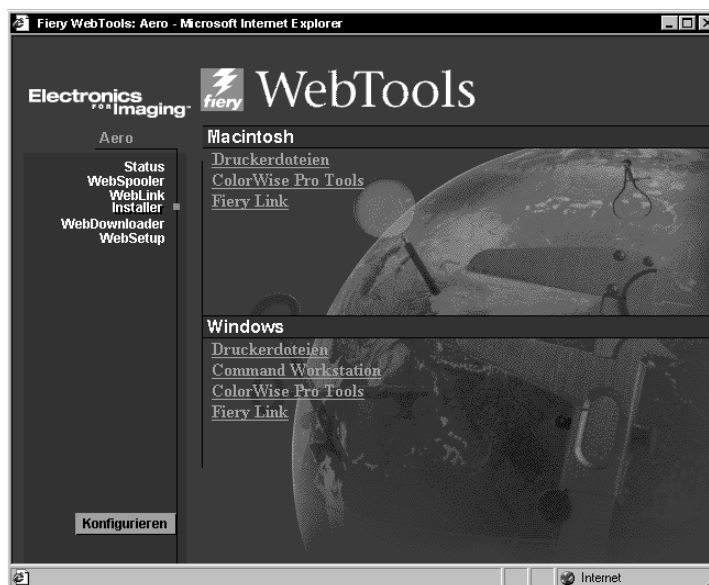 Fiery WebTools: Aero - Microsoft Internet Explorer
Electronics
FOR Imaging™
fiery
WebTools
Aero
Status
WebSpooler
WebLink
Installer
WebDownloader
WebSetup
Konfigurieren
Macintosh
Druckerdateien
ColorWise Pro Tools
Fiery Link
Windows
Druckerdateien
Command Workstation
ColorWise Pro Tools
Fiery Link
Internet